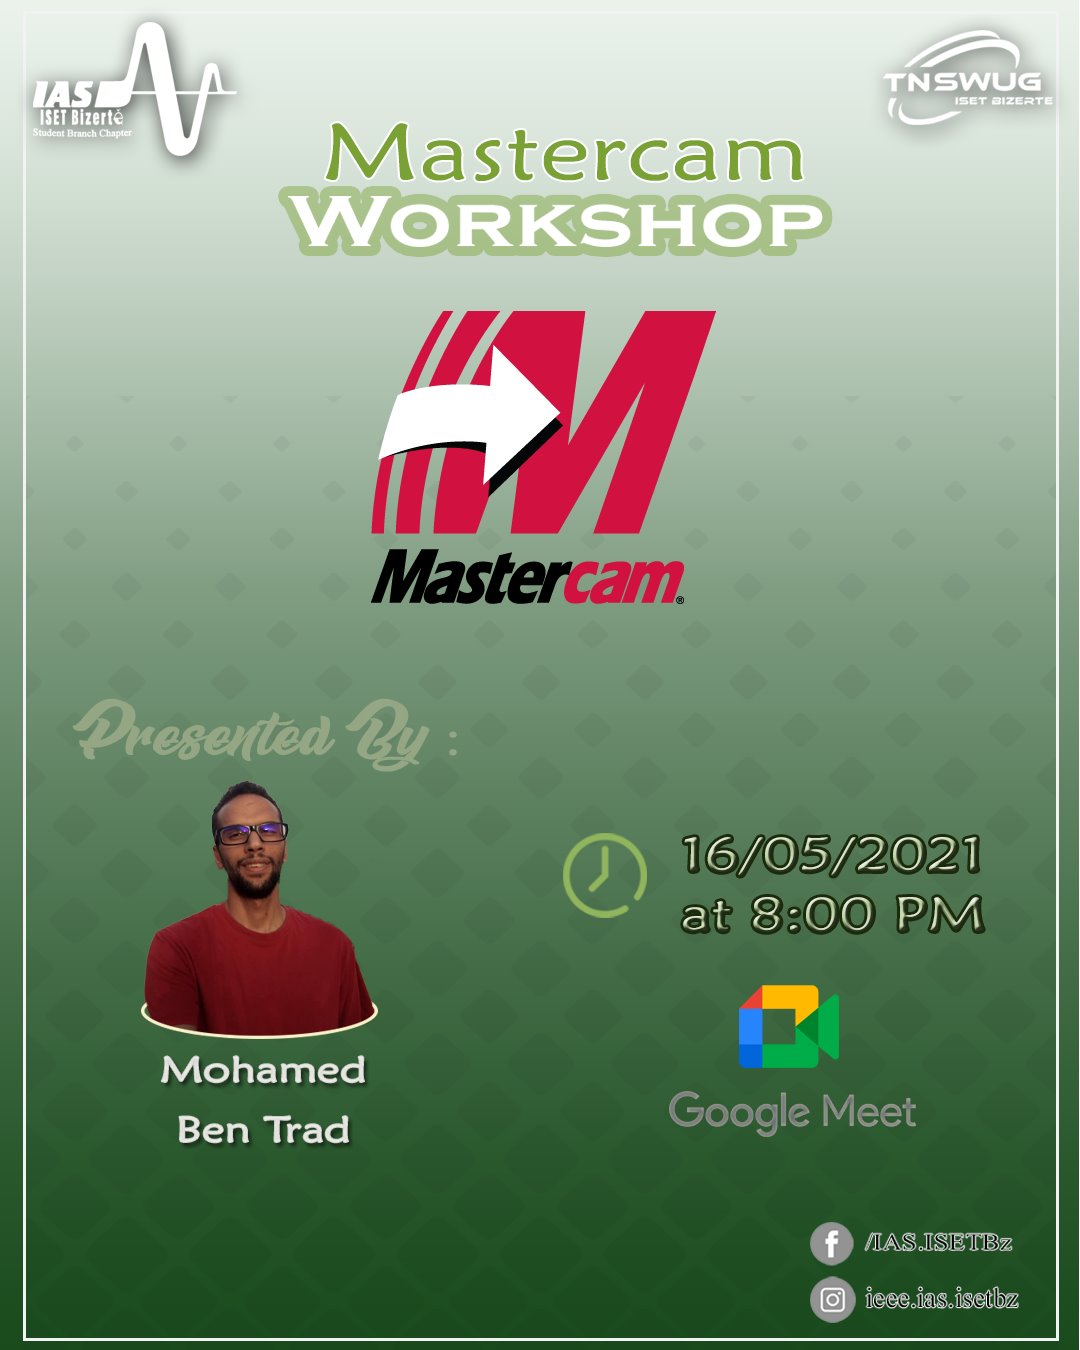 IAS
ISET Bizerte
Student Branch Chapter
TNSWUG
ISET BIZERTE
Mastercam
WORKSHOP
Mastercam®
Presented By :
16/05/2021
at 8:00 PM
Mohamed
Ben Trad
Google Meet
/IAS.ISETBz
ieee.ias.isetbz